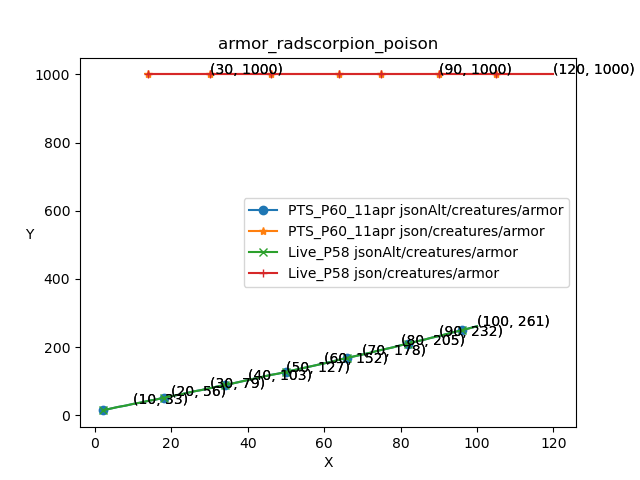 armor_radscorpion_poison
1000
(30, 1000)
(90, 1000)
(120, 1000)
800
600
PTS_P60_11apr jsonAlt/creatures/armor
PTS_P60_11apr json/creatures/armor
Live_P58 jsonAlt/creatures/armor
Live_P58 json/creatures/armor
Y
400
(100, 261)
(90, 232)
(80, 205)
(70, 178)
(60, 152)
(50, 127)
(40, 103)
(30, 79)
(20, 56)
(10, 33)
200
0
0 20 40 60 80 100 120
X